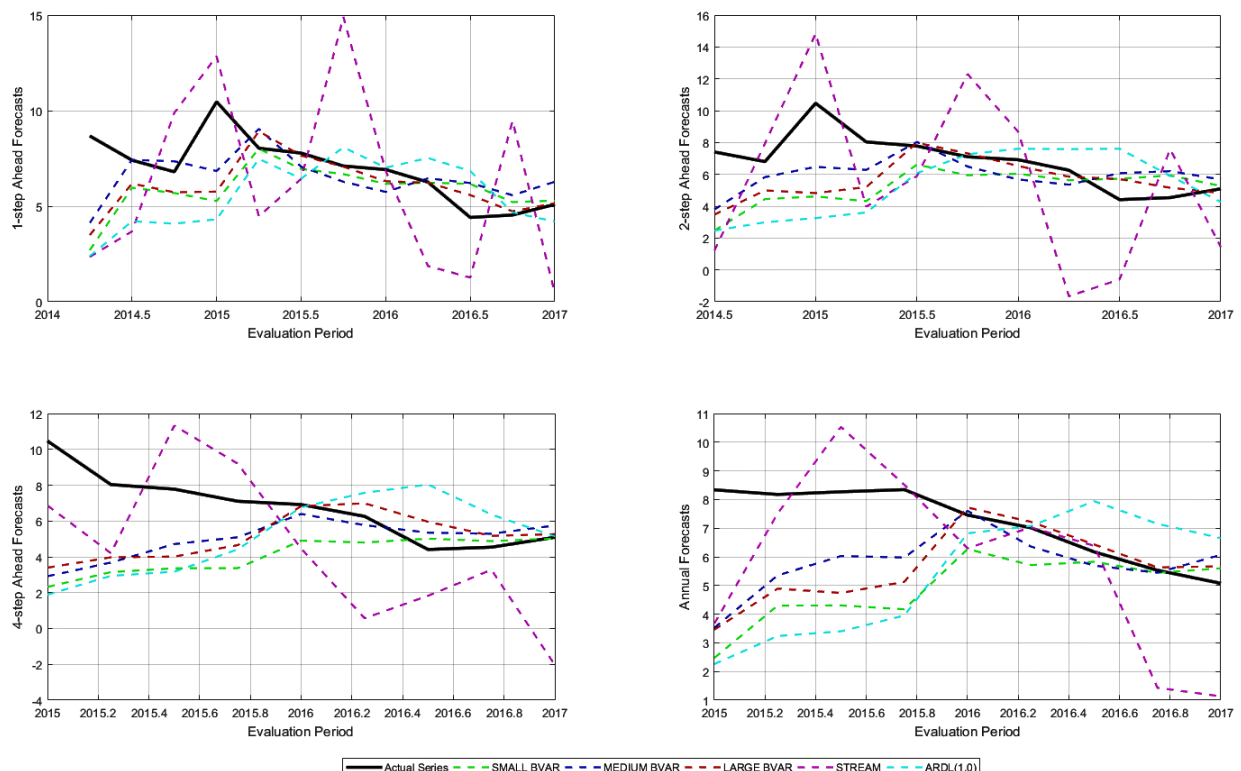 15
10
5
0
1-step Ahead Forecasts
2014 2014.5 2015 2015.5 2016 2016.5 2017
Evaluation Period
16
14
12
10
8
6
4
2
0
-2
2-step Ahead Forecasts
2014.5 2015 2015.5 2016 2016.5 2017
Evaluation Period
12
10
8
6
4
2
0
-2
-4
4-step Ahead Forecasts
2015 2015.2 2015.4 2015.6 2015.8 2016 2016.2 2016.4 2016.6 2016.8 2017
Evaluation Period
11
10
9
8
7
6
5
4
3
2
1
Annual Forecasts
2015 2015.2 2015.4 2015.6 2015.8 2016 2016.2 2016.4 2016.6 2016.8 2017
Evaluation Period
Actual Series SMALL BVAR MEDIUM BVAR LARGE BVAR STREAM ARDL(1,0)